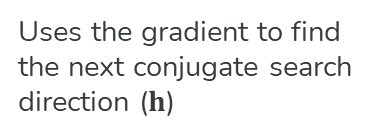 Uses the gradient to find
the next conjugate search
direction (h)